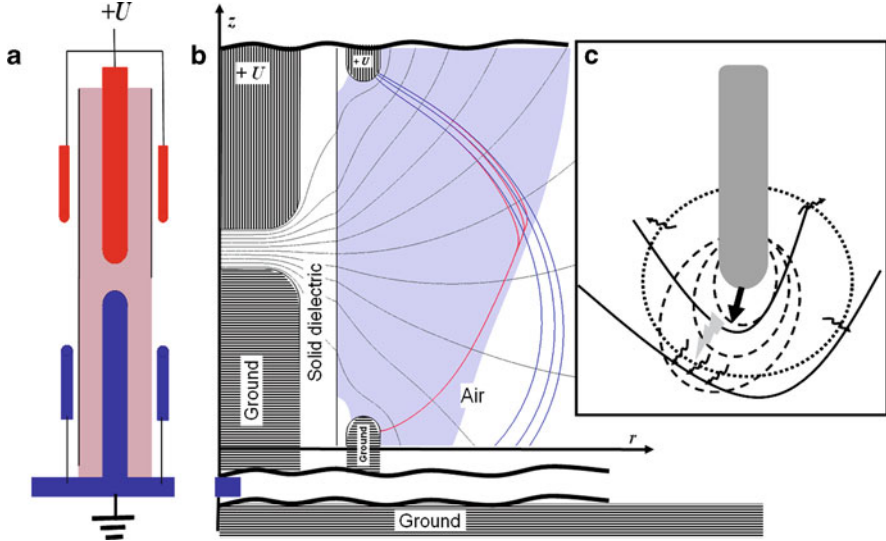 +U
a
b
z
c
+ U
+ U
Solid dielectric
Ground
Air
Ground
r
Ground